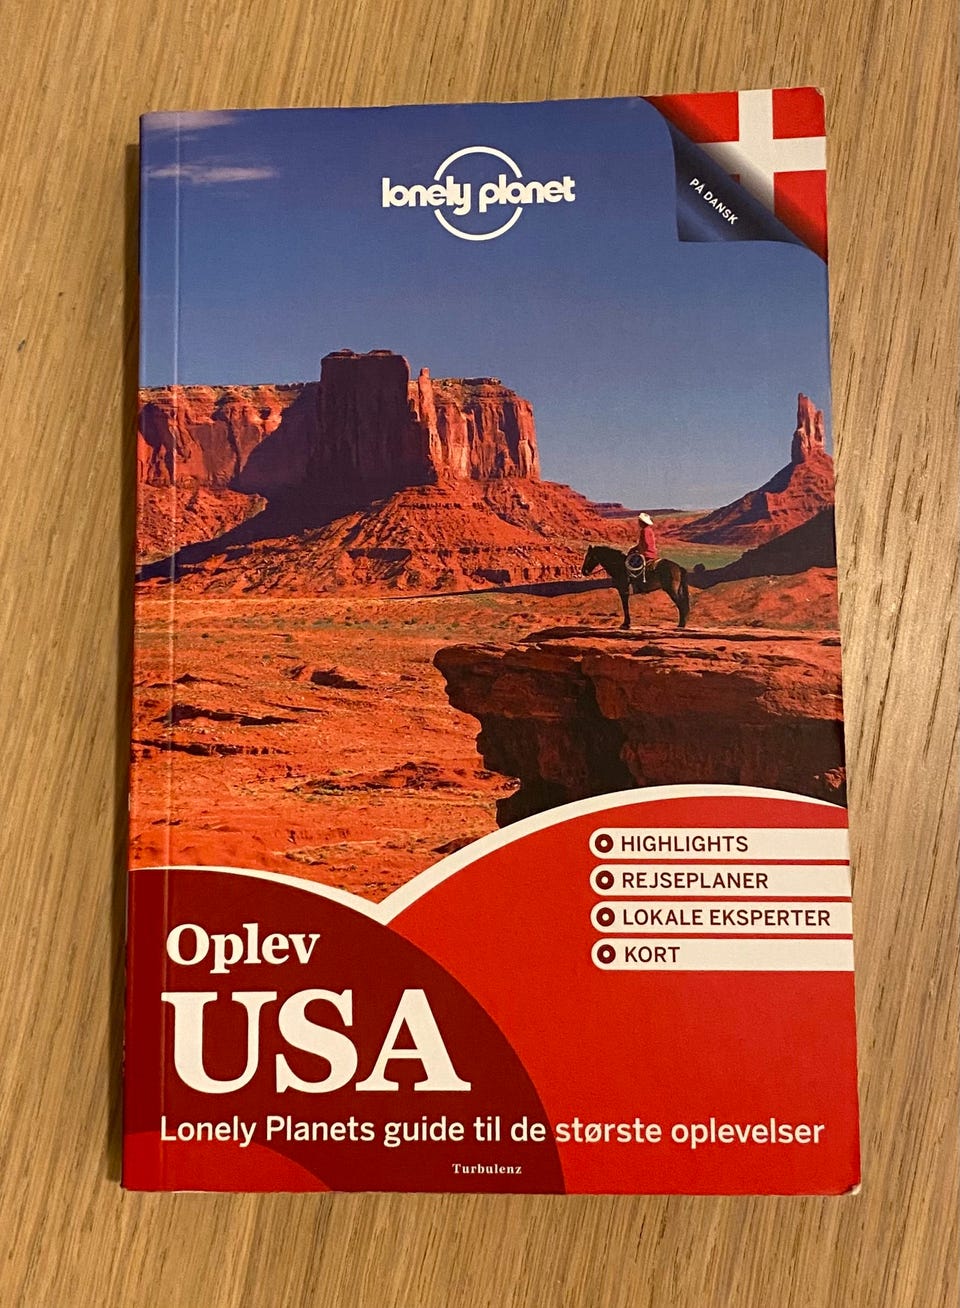 lonely planet
PÅ DANSK
HIGHLIGHTS
REJSEPLANER
LOKALE EKSPERTER
KORT
Oplev
USA
Lonely Planets guide til de største oplevelser
Turbulenz